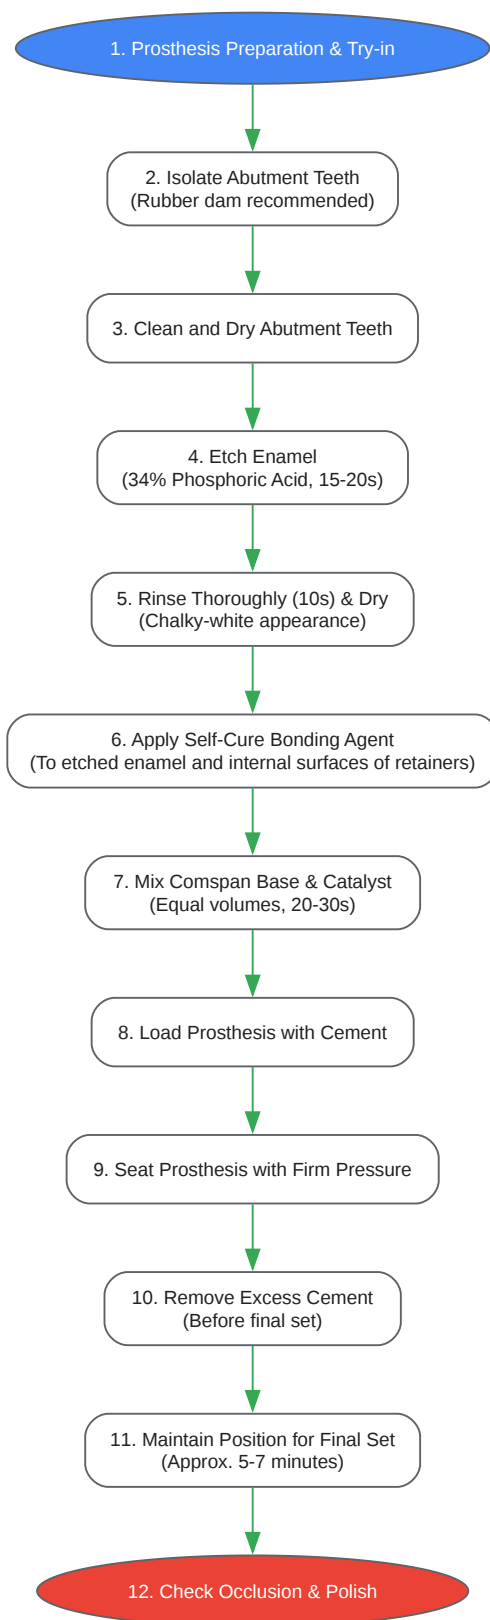 1. Prosthesis Preparation & Try-in
2. Isolate Abutment Teeth
(Rubber dam recommended)
3. Clean and Dry Abutment Teeth
4. Etch Enamel
(34% Phosphoric Acid, 15-20s)
5. Rinse Thoroughly (10s) & Dry
(Chalky-white appearance)
6. Apply Self-Cure Bonding Agent
(To etched enamel and internal surfaces of retainers)
7. Mix Comspan Base & Catalyst
(Equal volumes, 20-30s)
8. Load Prosthesis with Cement
9. Seat Prosthesis with Firm Pressure
10. Remove Excess Cement
(Before final set)
11. Maintain Position for Final Set
(Approx. 5-7 minutes)
12. Check Occlusion & Polish